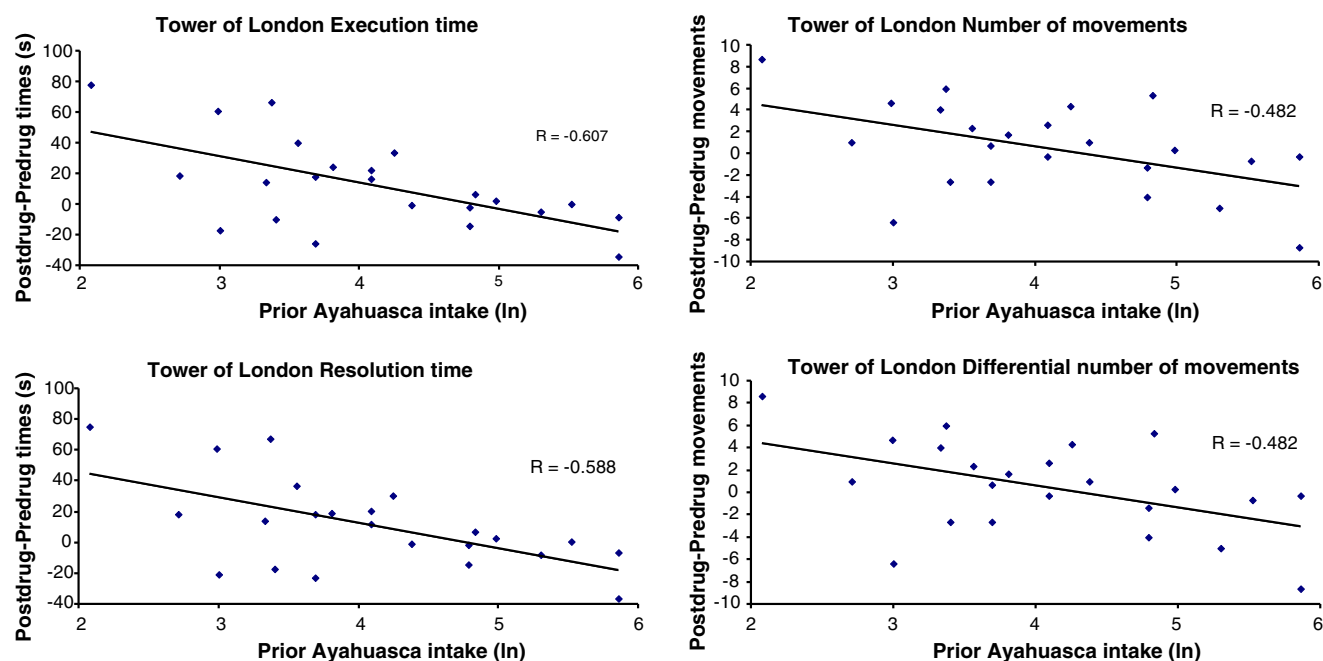 Tower of London Execution time
Postdrug-Predrug times (s)
100
80
60
40
20
0
-20
-40
R = -0.607
2 3 4 5 6
Prior Ayahuasca intake (ln)
Tower of London Number of movements
Postdrug-Predrug movements
10
8
6
4
2
0
-2
-4
-6
-8
-10
R = -0.482
2 3 4 5 6
Prior Ayahuasca intake (ln)
Tower of London Resolution time
Postdrug-Predrug times (s)
100
80
60
40
20
0
-20
-40
R = -0.588
2 3 4 5 6
Prior Ayahuasca intake (ln)
Tower of London Differential number of movements
Postdrug-Predrug movements
10
8
6
4
2
0
-2
-4
-6
-8
-10
R = -0.482
2 3 4 5 6
Prior Ayahuasca intake (ln)